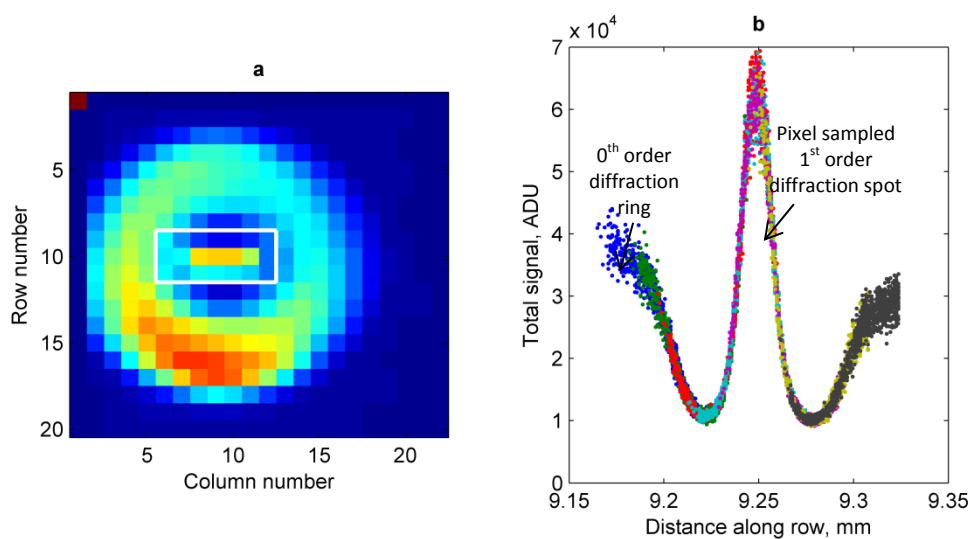 a
Row number
5
10
15
20
5
10
15
20
Column number
b
7 x 10⁴
6
5
4
3
2
1
0
Total signal, ADU
0th order
diffraction
ring
Pixel sampled
1st order
diffraction spot
9.15
9.2
9.25
9.3
9.35
Distance along row, mm